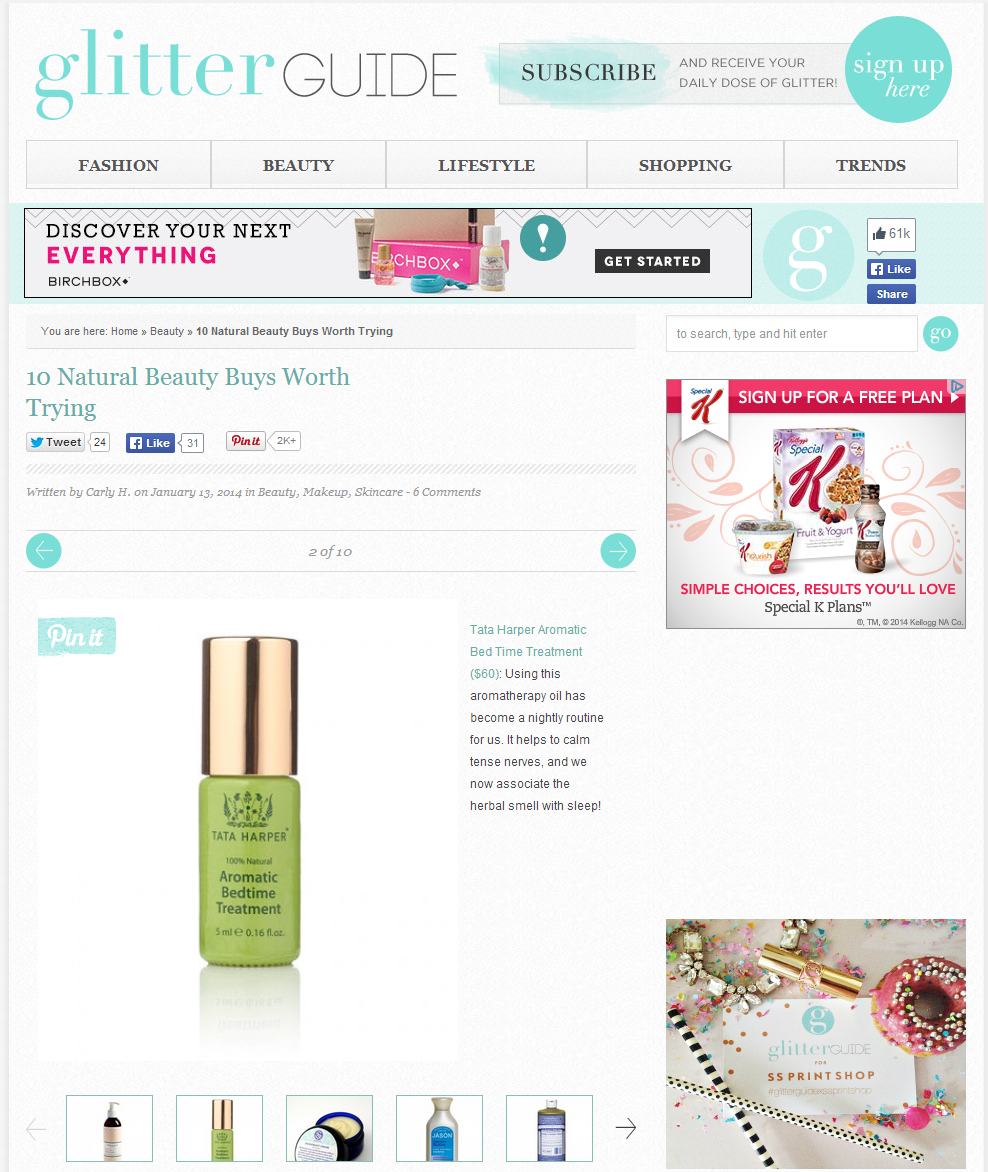 glitter GUIDE
SUBSCRIBE
AND RECEIVE YOUR
DAILY DOSE OF GLITTER!
sign up
here
FASHION
BEAUTY
LIFESTYLE
SHOPPING
TRENDS
DISCOVER YOUR NEXT
EVERYTHING
BIRCHBOX
RCHBOX
!
GET STARTED
g
61k
Like
Share
You are here: Home » Beauty » 10 Natural Beauty Buys Worth Trying
to search, type and hit enter
go
10 Natural Beauty Buys Worth
Trying
Tweet
24
Like
31
Pin it
2K+
Written by Carly H. on January 13, 2014 in Beauty, Makeup, Skincare - 6 Comments
2 of 10
Pin it
TATA HARPER
100% Natural
Aromatic
Bedtime
Treatment
5 ml e 0.16 fl.oz.
Tata Harper Aromatic
Bed Time Treatment
($60): Using this
aromatherapy oil has
become a nightly routine
for us. It helps to calm
tense nerves, and we
now associate the
herbal smell with sleep!
Special
K
SIGN UP FOR A FREE PLAN
Kellogg's
Special
K
Fruit & Yogurt
nourish
SIMPLE CHOICES, RESULTS YOU'LL LOVE
Special K Plans™
®, TM, © 2014 Kellogg NA Co.
g
glitterGUIDE
FOR
SS PRINT SHOP
#glitterguidexssprintshop
JASON